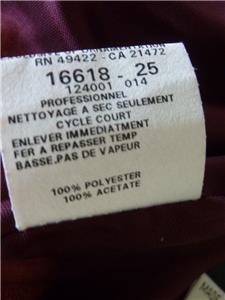 RN 49422 - CA 21472
16618 - 25
124001 014
PROFESSIONNEL
NETTOYAGE A SEC SEULEMENT
CYCLE COURT
ENLEVER IMMEDIATMENT
FER A REPASSER TEMP
BASSE,PAS DE VAPEUR
100% POLYESTER
100% ACETATE
MADE